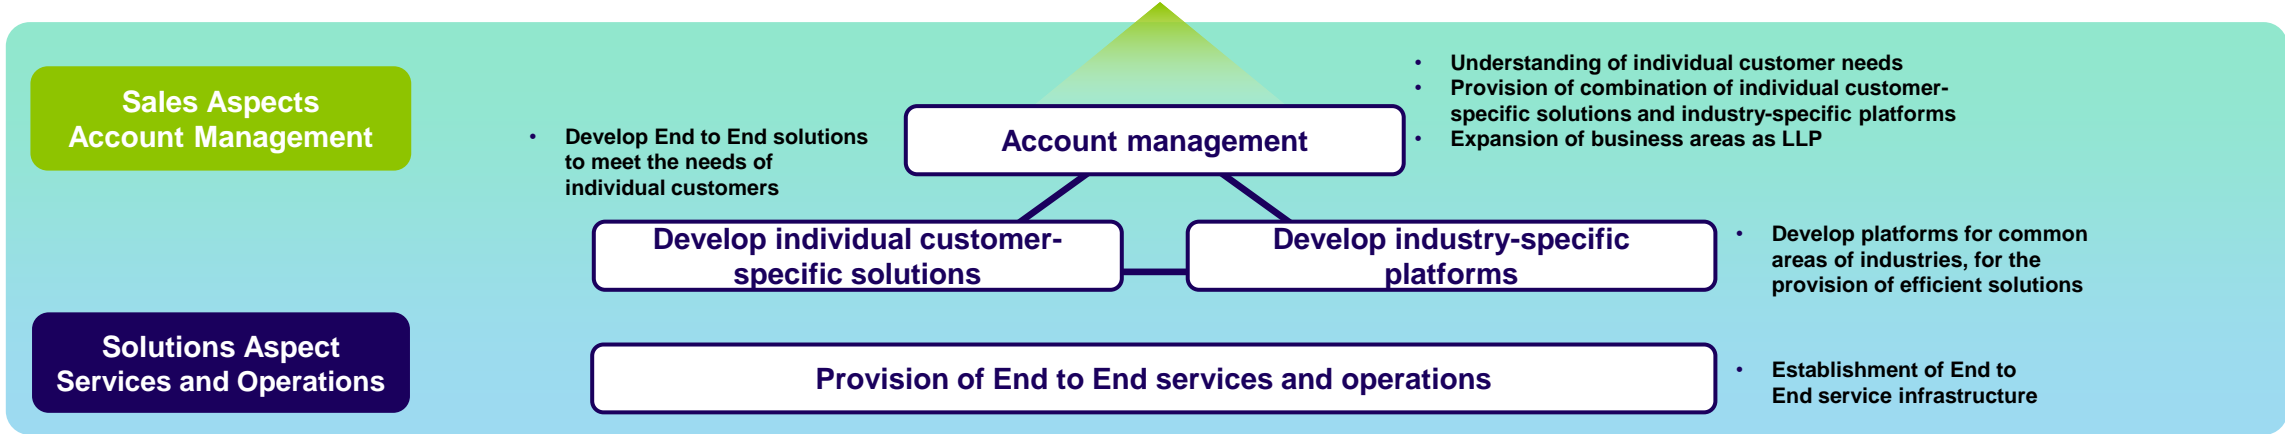 Sales Aspects
Account Management
• Develop End to End solutions
to meet the needs of
individual customers
Account management
• Understanding of individual customer needs
• Provision of combination of individual customer-
specific solutions and industry-specific platforms
• Expansion of business areas as LLP
Develop individual customer-
specific solutions
Develop industry-specific
platforms
• Develop platforms for common
areas of industries, for the
provision of efficient solutions
Solutions Aspect
Services and Operations
Provision of End to End services and operations
• Establishment of End to
End service infrastructure